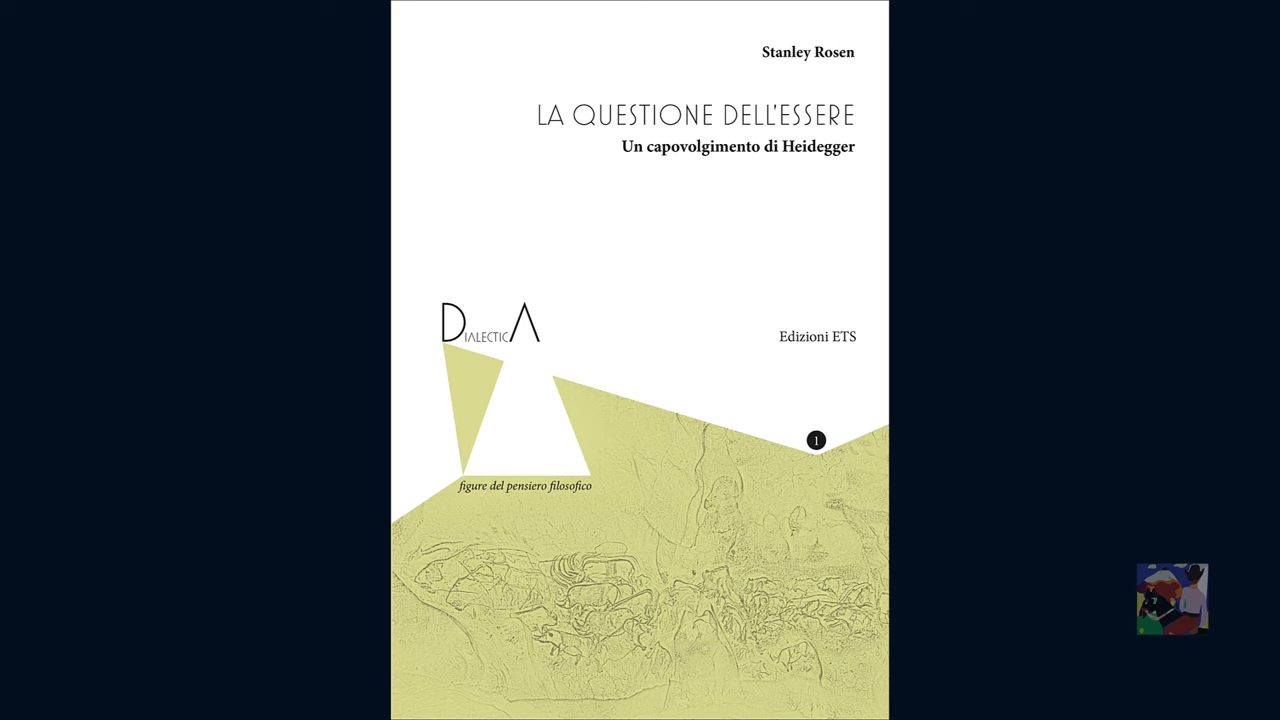 Stanley Rosen
LA QUESTIONE DELL'ESSERE
Un capovolgimento di Heidegger
DIALECTICA
Edizioni ETS
1
figure del pensiero filosofico